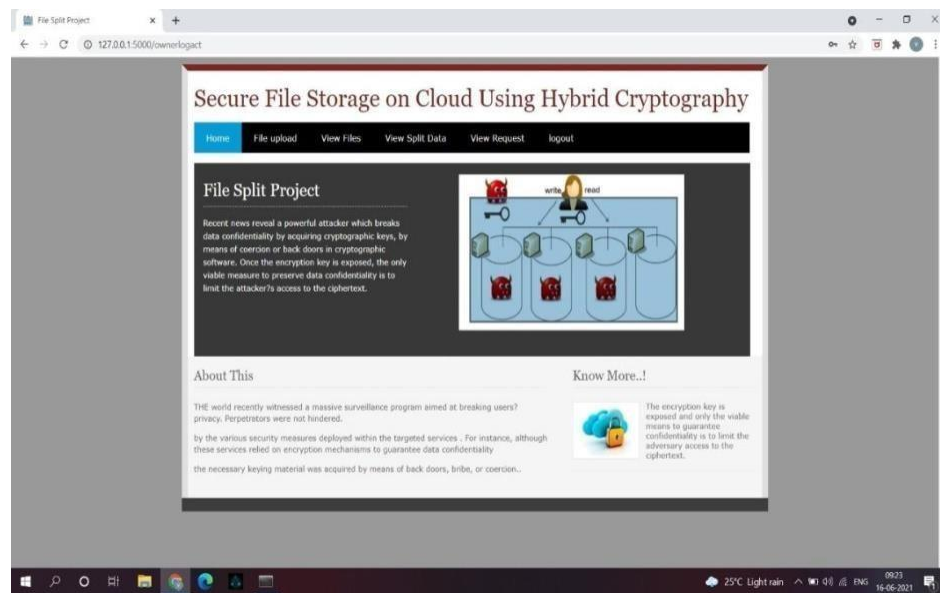 File Split Project
127.0.0.1:5000/ownerlogact
Secure File Storage on Cloud Using Hybrid Cryptography
Home File upload View Files View Split Data View Request logout
File Split Project
Recent news reveal a powerful attacker which breaks
data confidentiality by acquiring cryptographic keys, by
means of coercion or back doors in cryptographic
software. Once the encryption key is exposed, the only
viable measure to preserve data confidentiality is to
limit the attacker?s access to the ciphertext.
write read
About This
THE world recently witnessed a massive surveillance program aimed at breaking users?
privacy. Perpetrators were not hindered.
by the various security measures deployed within the targeted services . For instance, although
these services relied on encryption mechanisms to guarantee data confidentiality
the necessary keying material was acquired by means of back doors, bribe, or coercion..
Know More..!
The encryption key is
exposed and only the viable
means to guarantee
confidentiality is to limit the
adversary access to the
ciphertext.
25°C Light rain
ENG
09:23
16-06-2021